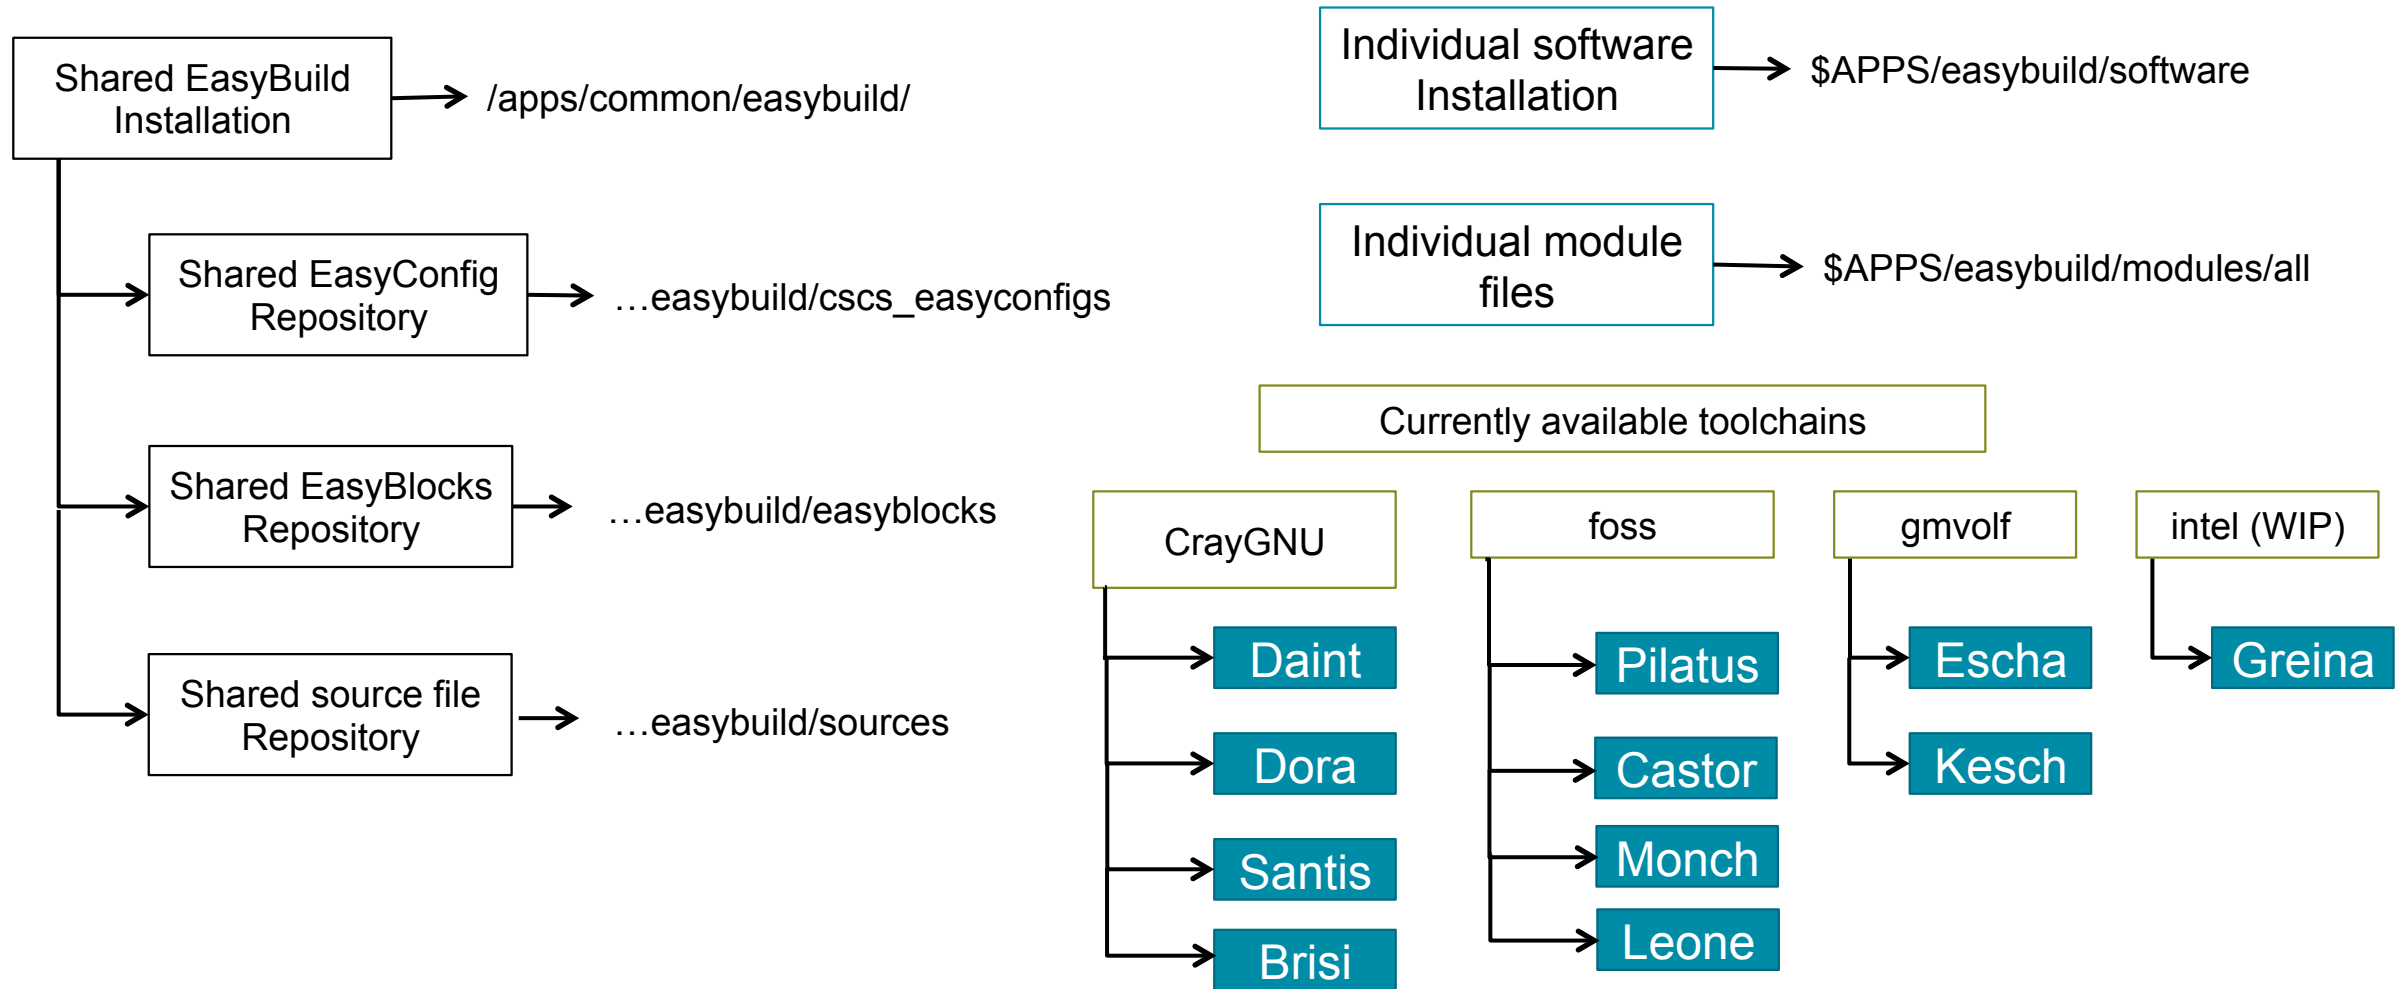 Shared EasyBuild
Installation
/apps/common/easybuild/
Shared EasyConfig
Repository
…easybuild/cscs_easyconfigs
Shared EasyBlocks
Repository
…easybuild/easyblocks
Shared source file
Repository
…easybuild/sources
Individual software
Installation
$APPS/easybuild/software
Individual module
files
$APPS/easybuild/modules/all
Currently available toolchains
CrayGNU
Daint
Dora
Santis
Brisi
foss
Pilatus
Castor
Monch
Leone
gmvolf
Escha
Kesch
intel (WIP)
Greina